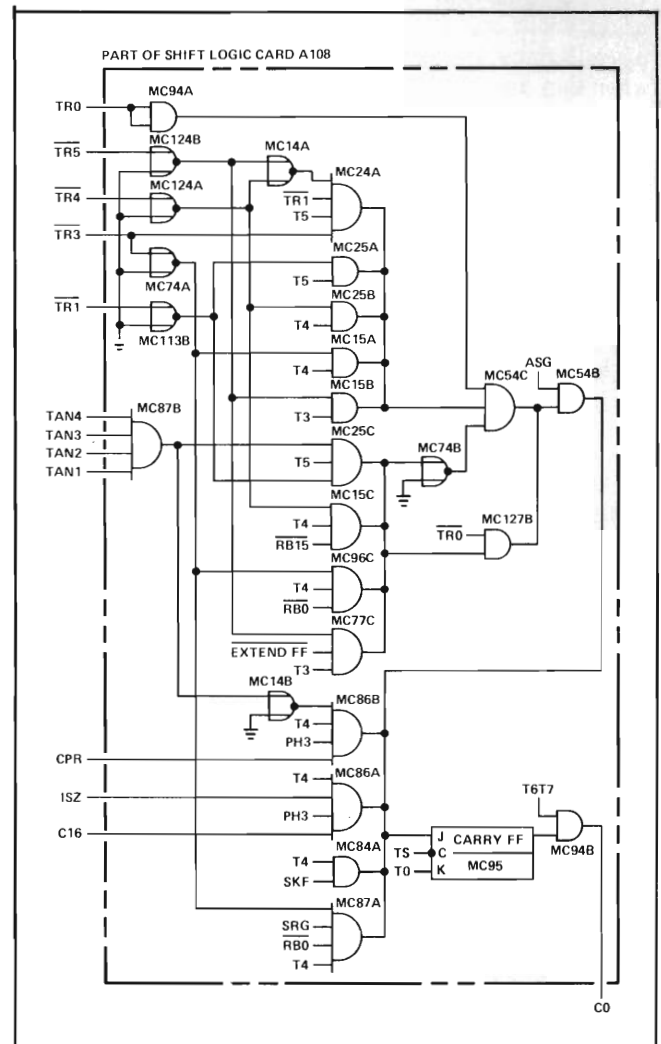 PART OF SHIFT LOGIC CARD A108
MC94A
TR0
MC124B
TR5
MC14A
MC24A
MC124A
TR4
TR1
T5
TR3
MC25A
T5
MC74A
MC25B
TR1
T4
MC113B
MC15A
T4
ASG
MC54B
MC54C
MC15B
TAN4
MC87B
T3
TAN3
MC25C
TAN2
MC74B
TAN1
T5
MC15C
MC127B
T4
TR0
RB15
MC96C
T4
RB0
MC77C
EXTEND FF
T3
MC14B
MC86B
T4
PH3
CPR
MC86A
T4
ISZ
T6T7
PH3
C16
J CARRY FF
MC84A
TS C
T4
MC95
MC94B
SKF
T0 K
MC87A
SRG
RB0
T4
C0